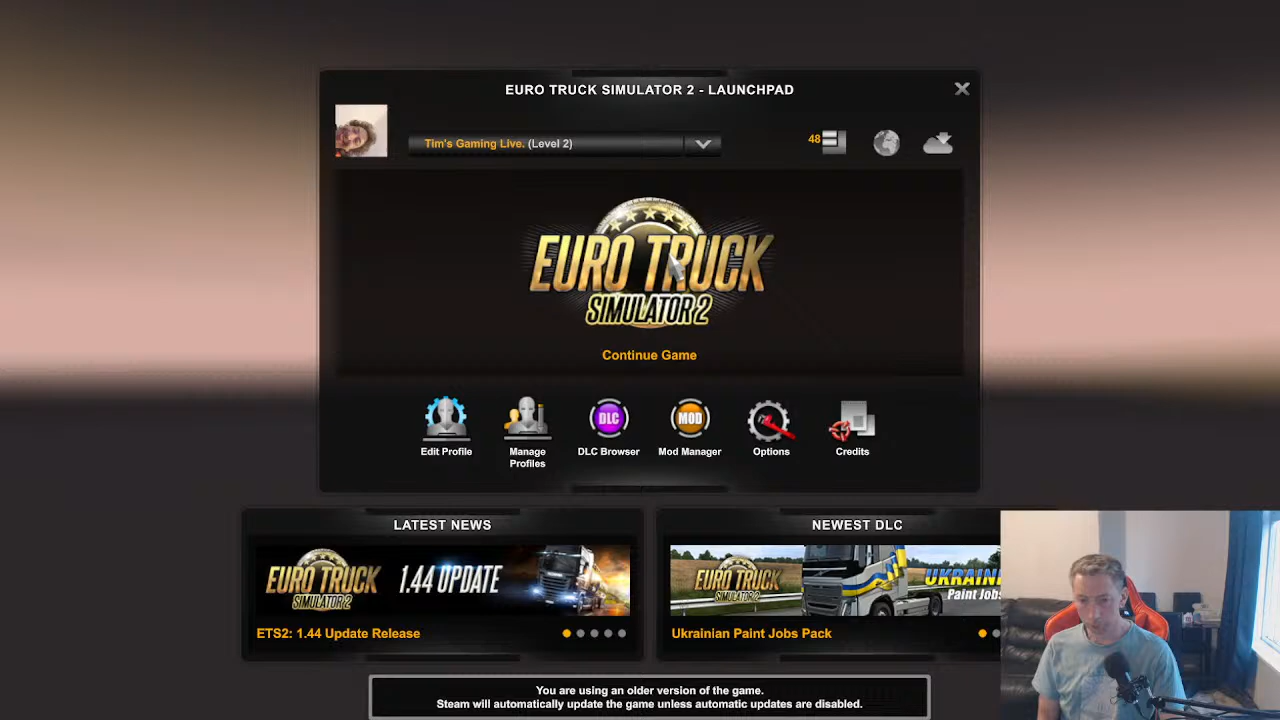 EURO TRUCK SIMULATOR 2 - LAUNCHPAD
Tim's Gaming Live. (Level 2)
48
EURO TRUCK
SIMULATOR 2
Continue Game
DLC
MOD
Edit Profile
Manage
Profiles
DLC Browser
Mod Manager
Options
Credits
LATEST NEWS
EURO TRUCK
SIMULATOR 2
1.44 UPDATE
ETS2: 1.44 Update Release
NEWEST DLC
EURO TRUCK
SIMULATOR 2
Paint Jobs
Ukrainian Paint Jobs Pack
You are using an older version of the game.
Steam will automatically update the game unless automatic updates are disabled.